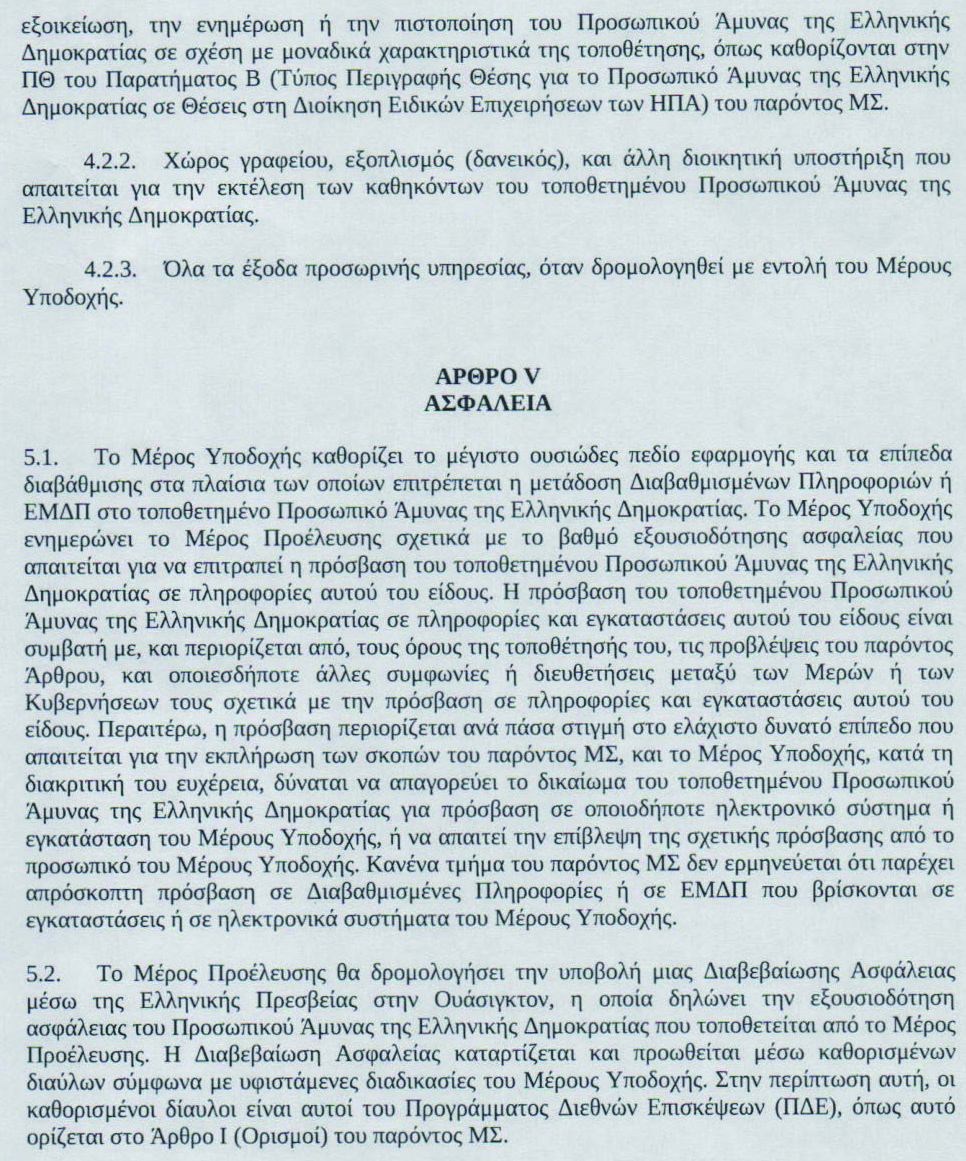 εξοικείωση, την ενημέρωση ή την πιστοποίηση του Προσωπικού Άμυνας της Ελληνικής
Δημοκρατίας σε σχέση με μοναδικά χαρακτηριστικά της τοποθέτησης, όπως καθορίζονται στην
ΠΘ του Παρατήματος Β (Τύπος Περιγραφής Θέσης για το Προσωπικό Άμυνας της Ελληνικής
Δημοκρατίας σε Θέσεις στη Διοίκηση Ειδικών Επιχειρήσεων των ΗΠΑ) του παρόντος ΜΣ.
4.2.2. Χώρος γραφείου, εξοπλισμός (δανεικός), και άλλη διοικητική υποστήριξη που
απαιτείται για την εκτέλεση των καθηκόντων του τοποθετημένου Προσωπικού Άμυνας της
Ελληνικής Δημοκρατίας.
4.2.3. Όλα τα έξοδα προσωρινής υπηρεσίας, όταν δρομολογηθεί με εντολή του Μέρους
Υποδοχής.
ΑΡΘΡΟ V
ΑΣΦΑΛΕΙΑ
5.1. Το Μέρος Υποδοχής καθορίζει το μέγιστο ουσιώδες πεδίο εφαρμογής και τα επίπεδα
διαβάθμισης στα πλαίσια των οποίων επιτρέπεται η μετάδοση Διαβαθμισμένων Πληροφοριών ή
ΕΜΔΠ στο τοποθετημένο Προσωπικό Άμυνας της Ελληνικής Δημοκρατίας. Το Μέρος Υποδοχής
ενημερώνει το Μέρος Προέλευσης σχετικά με το βαθμό εξουσιοδότησης ασφαλείας που
απαιτείται για να επιτραπεί η πρόσβαση του τοποθετημένου Προσωπικού Άμυνας της Ελληνικής
Δημοκρατίας σε πληροφορίες αυτού του είδους. Η πρόσβαση του τοποθετημένου Προσωπικού
Άμυνας της Ελληνικής Δημοκρατίας σε πληροφορίες και εγκαταστάσεις αυτού του είδους είναι
συμβατή με, και περιορίζεται από, τους όρους της τοποθέτησής του, τις προβλέψεις του παρόντος
Άρθρου, και οποιεσδήποτε άλλες συμφωνίες ή διευθετήσεις μεταξύ των Μερών ή των
Κυβερνήσεων τους σχετικά με την πρόσβαση σε πληροφορίες και εγκαταστάσεις αυτού του
είδους. Περαιτέρω, η πρόσβαση περιορίζεται ανά πάσα στιγμή στο ελάχιστο δυνατό επίπεδο που
απαιτείται για την εκπλήρωση των σκοπών του παρόντος ΜΣ, και το Μέρος Υποδοχής, κατά τη
διακριτική του ευχέρεια, δύναται να απαγορεύει το δικαίωμα του τοποθετημένου Προσωπικού
Άμυνας της Ελληνικής Δημοκρατίας για πρόσβαση σε οποιοδήποτε ηλεκτρονικό σύστημα ή
εγκατάσταση του Μέρους Υποδοχής, ή να απαιτεί την επίβλεψη της σχετικής πρόσβασης από το
προσωπικό του Μέρους Υποδοχής. Κανένα τμήμα του παρόντος ΜΣ δεν ερμηνεύεται ότι παρέχει
απρόσκοπτη πρόσβαση σε Διαβαθμισμένες Πληροφορίες ή σε ΕΜΔΠ που βρίσκονται σε
εγκαταστάσεις ή σε ηλεκτρονικά συστήματα του Μέρους Υποδοχής.
5.2. Το Μέρος Προέλευσης θα δρομολογήσει την υποβολή μιας Διαβεβαίωσης Ασφάλειας
μέσω της Ελληνικής Πρεσβείας στην Ουάσιγκτον, η οποία δηλώνει την εξουσιοδότηση
ασφάλειας του Προσωπικού Άμυνας της Ελληνικής Δημοκρατίας που τοποθετείται από το Μέρος
Προέλευσης. Η Διαβεβαίωση Ασφαλείας καταρτίζεται και προωθείται μέσω καθορισμένων
διαύλων σύμφωνα με υφιστάμενες διαδικασίες του Μέρους Υποδοχής. Στην περίπτωση αυτή, οι
καθορισμένοι δίαυλοι είναι αυτοί του Προγράμματος Διεθνών Επισκέψεων (ΠΔΕ), όπως αυτό
ορίζεται στο Άρθρο Ι (Ορισμοί) του παρόντος ΜΣ.